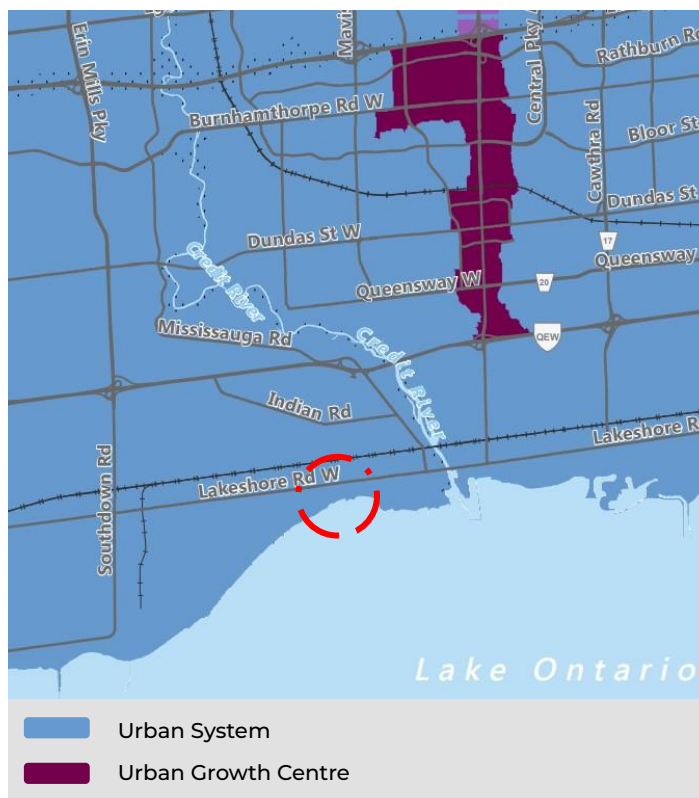 Erin Mills Pky
Mavis
Central Pky
Rathburn Rd
Burnhamthorpe Rd W
Cawthra Rd
Bloor St
Dundas St
Dundas St W
17
Queensway
Credit River
Queensway W
20
Mississauga Rd
Credit River
QEW
Indian Rd
Lakeshore R
Lakeshore Rd W
Southdown Rd
Lake Ontario
Urban System
Urban Growth Centre